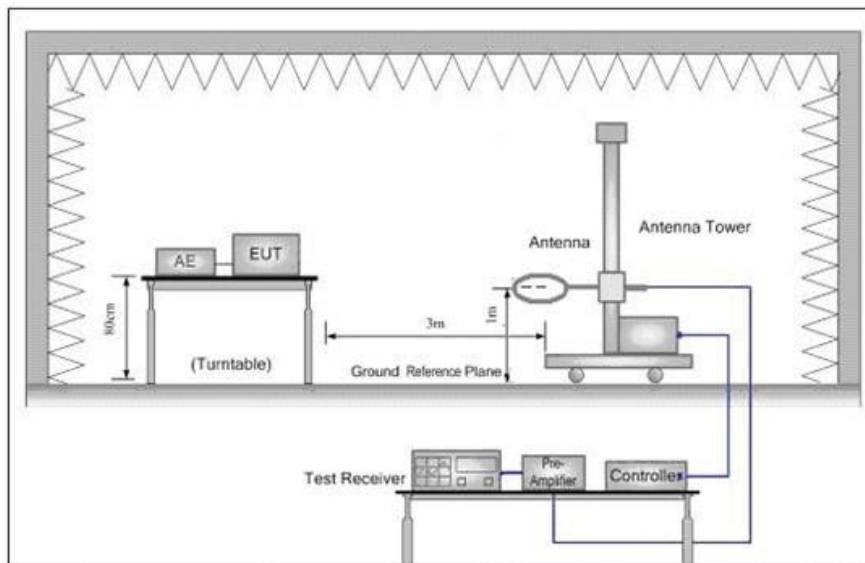 Antenna
Antenna Tower
AE
EUT
80cm
3m
1m
(Turntable)
Ground Reference Plane
Test Receiver
Pre-
Amplifier
Controller